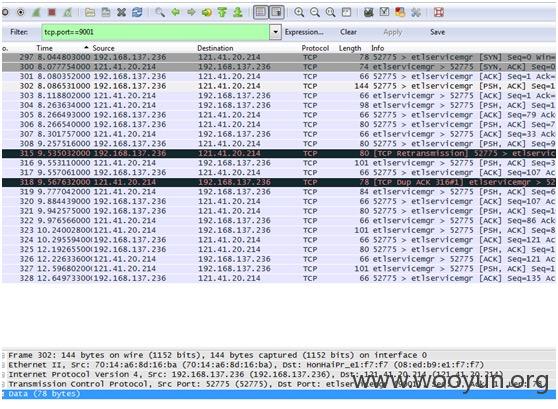 Filter: tcp.port==9001 Expression... Clear Apply Save
o. Time Source Destination Protocol Length Info
297 8.044803000 192.168.137.236 121.41.20.214 TCP 78 52775 > etlservicemgr [SYN] Seq=0 Win=
300 8.077754000 121.41.20.214 192.168.137.236 TCP 74 etlservicemgr > 52775 [SYN, ACK] Seq=0
301 8.080352000 192.168.137.236 121.41.20.214 TCP 66 52775 > etlservicemgr [ACK] Seq=1 Ack=
302 8.086531000 192.168.137.236 121.41.20.214 TCP 144 52775 > etlservicemgr [PSH, ACK] Seq=1
303 8.118802000 121.41.20.214 192.168.137.236 TCP 66 etlservicemgr > 52775 [ACK] Seq=1 Ack=
304 8.263634000 121.41.20.214 192.168.137.236 TCP 98 etlservicemgr > 52775 [PSH, ACK] Seq=1
305 8.266493000 192.168.137.236 121.41.20.214 TCP 66 52775 > etlservicemgr [ACK] Seq=79 Ack
306 8.266540000 192.168.137.236 121.41.20.214 TCP 80 52775 > etlservicemgr [PSH, ACK] Seq=7
307 8.301757000 121.41.20.214 192.168.137.236 TCP 66 etlservicemgr > 52775 [ACK] Seq=33 Ack
308 9.257516000 192.168.137.236 121.41.20.214 TCP 80 52775 > etlservicemgr [PSH, ACK] Seq=9
315 9.535032000 192.168.137.236 121.41.20.214 TCP 80 [TCP Retransmission] 52775 > etlservic
316 9.553110000 121.41.20.214 192.168.137.236 TCP 101 etlservicemgr > 52775 [PSH, ACK] Seq=3
317 9.557061000 192.168.137.236 121.41.20.214 TCP 66 52775 > etlservicemgr [ACK] Seq=107 Ac
318 9.567632000 121.41.20.214 192.168.137.236 TCP 78 [TCP Dup ACK 316#1] etlservicemgr > 52
319 9.777042000 121.41.20.214 192.168.137.236 TCP 84 etlservicemgr > 52775 [PSH, ACK] Seq=6
320 9.884439000 192.168.137.236 121.41.20.214 TCP 66 52775 > etlservicemgr [ACK] Seq=107 Ac
321 9.942575000 192.168.137.236 121.41.20.214 TCP 80 52775 > etlservicemgr [PSH, ACK] Seq=1
322 9.976566000 121.41.20.214 192.168.137.236 TCP 66 etlservicemgr > 52775 [ACK] Seq=86 Ack
323 10.24002800 121.41.20.214 192.168.137.236 TCP 101 etlservicemgr > 52775 [PSH, ACK] Seq=8
324 10.29559400 192.168.137.236 121.41.20.214 TCP 66 52775 > etlservicemgr [ACK] Seq=121 Ac
325 12.19265500 192.168.137.236 121.41.20.214 TCP 80 52775 > etlservicemgr [PSH, ACK] Seq=1
326 12.22633600 121.41.20.214 192.168.137.236 TCP 66 etlservicemgr > 52775 [ACK] Seq=121 Ac
327 12.59680200 121.41.20.214 192.168.137.236 TCP 101 etlservicemgr > 52775 [PSH, ACK] Seq=1
328 12.64973300 192.168.137.236 121.41.20.214 TCP 66 52775 > etlservicemgr [ACK] Seq=135 Ac
Frame 302: 144 bytes on wire (1152 bits), 144 bytes captured (1152 bits) on interface 0
Ethernet II, Src: 70:14:a6:8d:16:ba (70:14:a6:8d:16:ba), Dst: HonHaiPr_e1:f7:f7 (08:ed:b9:e1:f7:f7)
Internet Protocol Version 4, Src: 192.168.137.236 (192.168.137.236), Dst: 121.41.20.214 (121.41.20.214)
Transmission Control Protocol, Src Port: 52775 (52775), Dst Port: etlservicemgr
Data (78 bytes)
www.wooyun.org